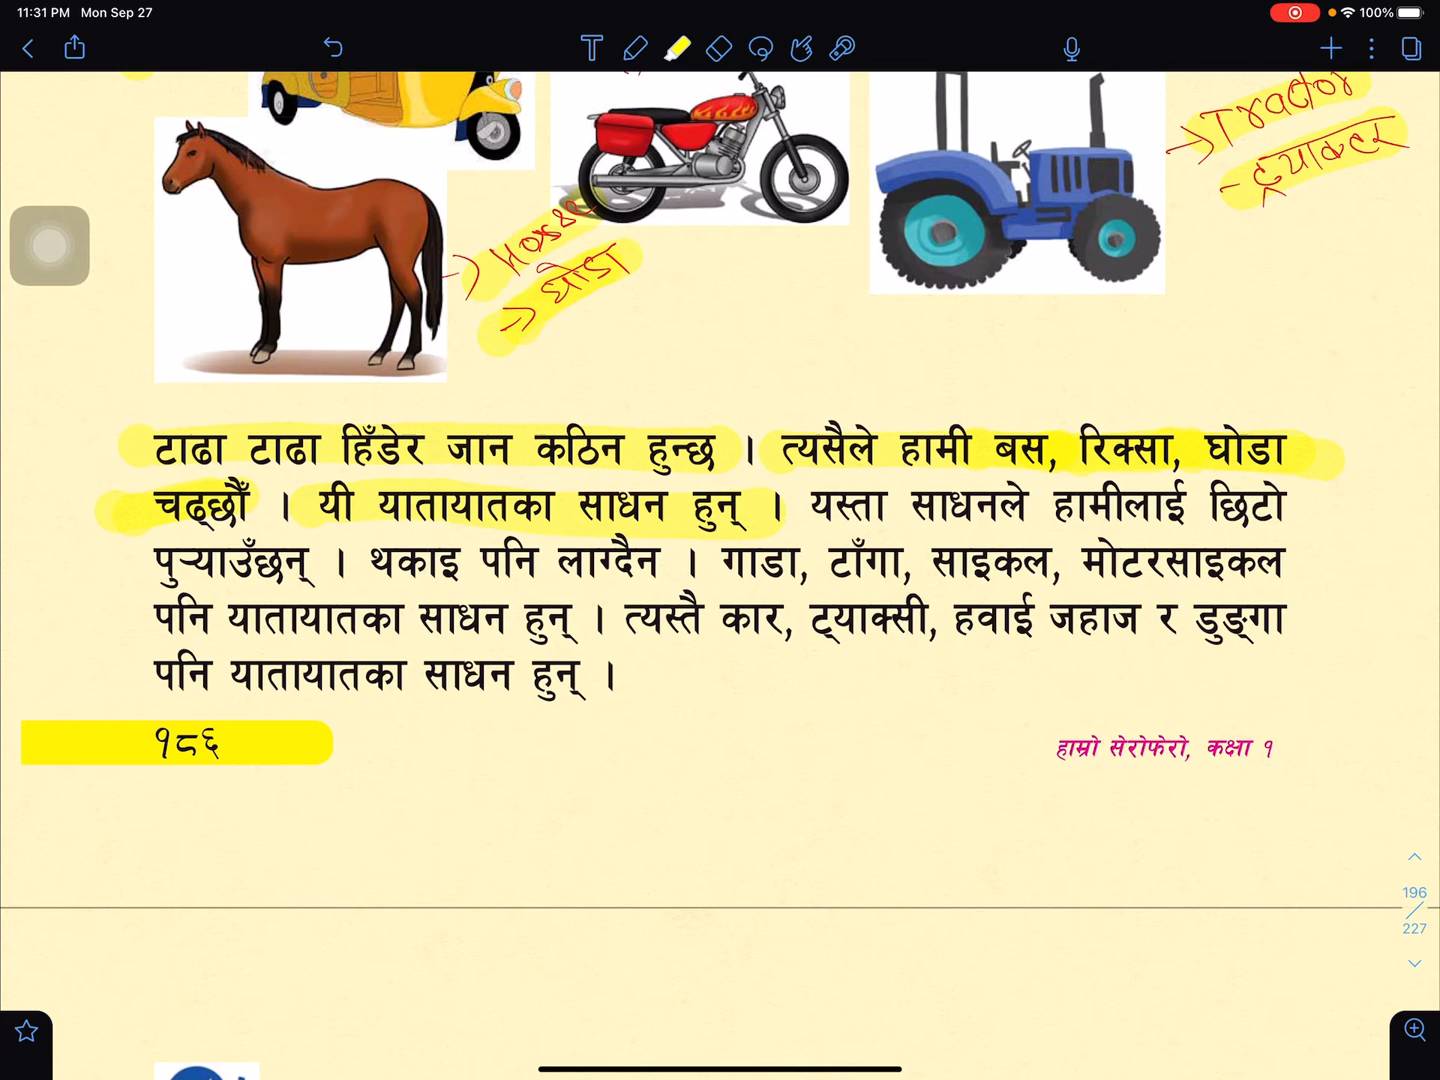 11:31 PM Mon Sep 27
100%
→Tractor
-ट्र्याक्टर
→Horse
→घोडा
टाढा टाढा हिँडेर जान कठिन हुन्छ । त्यसैले हामी बस, रिक्सा, घोडा
चढ्छौँ । यी यातायातका साधन हुन् । यस्ता साधनले हामीलाई छिटो
पुऱ्याउँछन् । थकाइ पनि लाग्दैन । गाडा, टाँगा, साइकल, मोटरसाइकल
पनि यातायातका साधन हुन् । त्यस्तै कार, ट्याक्सी, हवाई जहाज र डुङ्गा
पनि यातायातका साधन हुन् ।
१८६
हाम्रो सेरोफेरो, कक्षा १
196
227